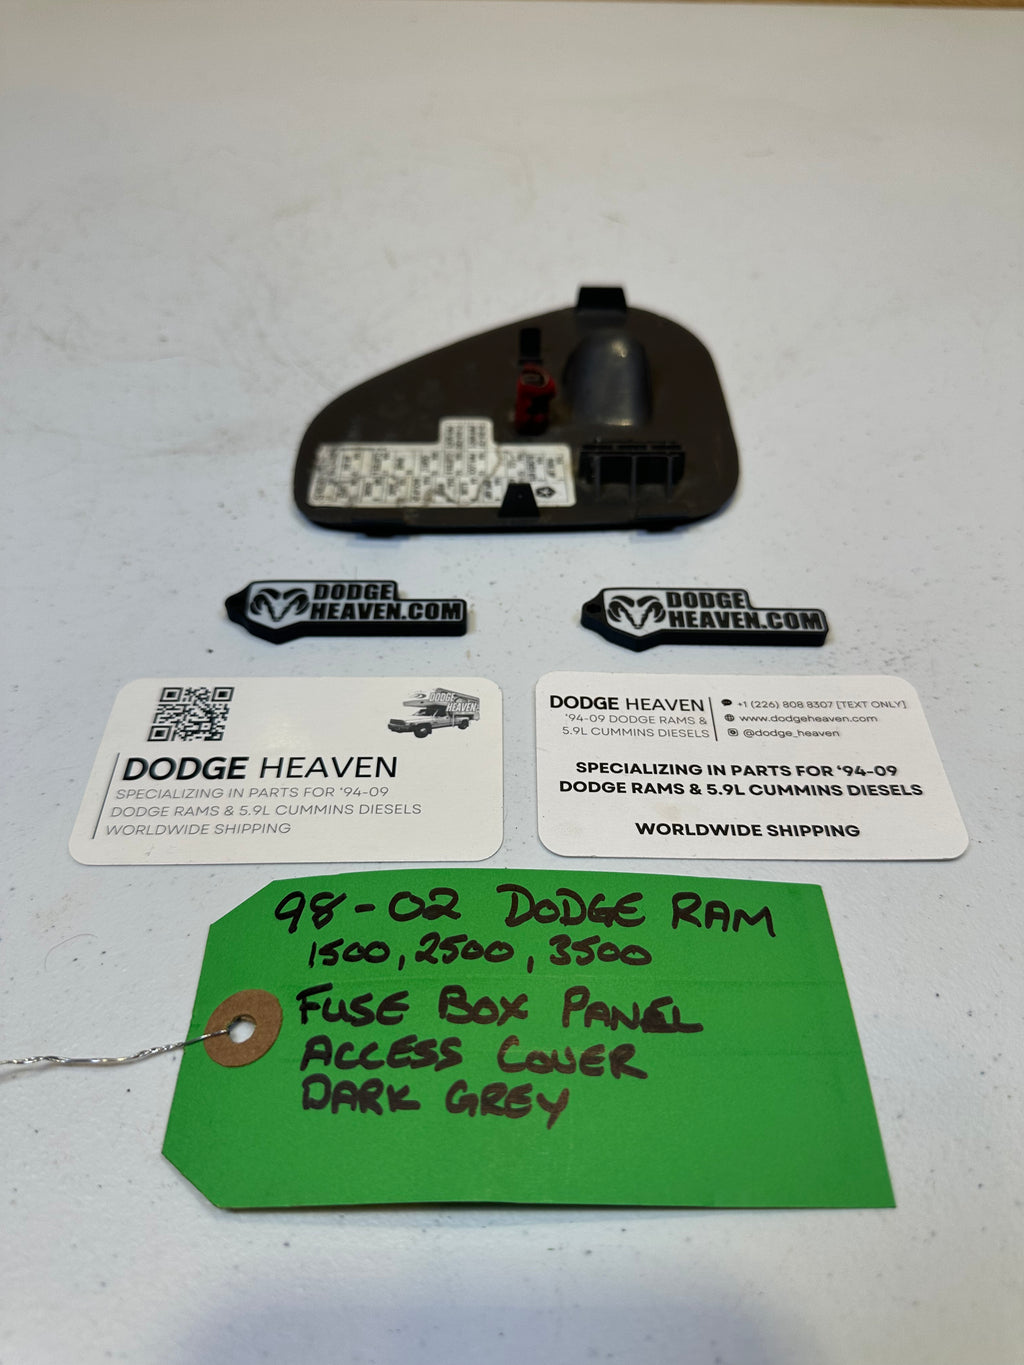 DODGE
HEAVEN.COM
DODGE
HEAVEN.COM
DODGE
HEAVEN
DODGE HEAVEN
SPECIALIZING IN PARTS FOR '94-09
DODGE RAMS & 5.9L CUMMINS DIESELS
WORLDWIDE SHIPPING
DODGE HEAVEN
'94-09 DODGE RAMS &
5.9L CUMMINS DIESELS
+1 (226) 808 8307 [TEXT ONLY]
www.dodgeheaven.com
@dodge_heaven
SPECIALIZING IN PARTS FOR '94-09
DODGE RAMS & 5.9L CUMMINS DIESELS
WORLDWIDE SHIPPING
98-02 DODGE RAM
1500, 2500, 3500
FUSE BOX PANEL
ACCESS COVER
DARK GREY